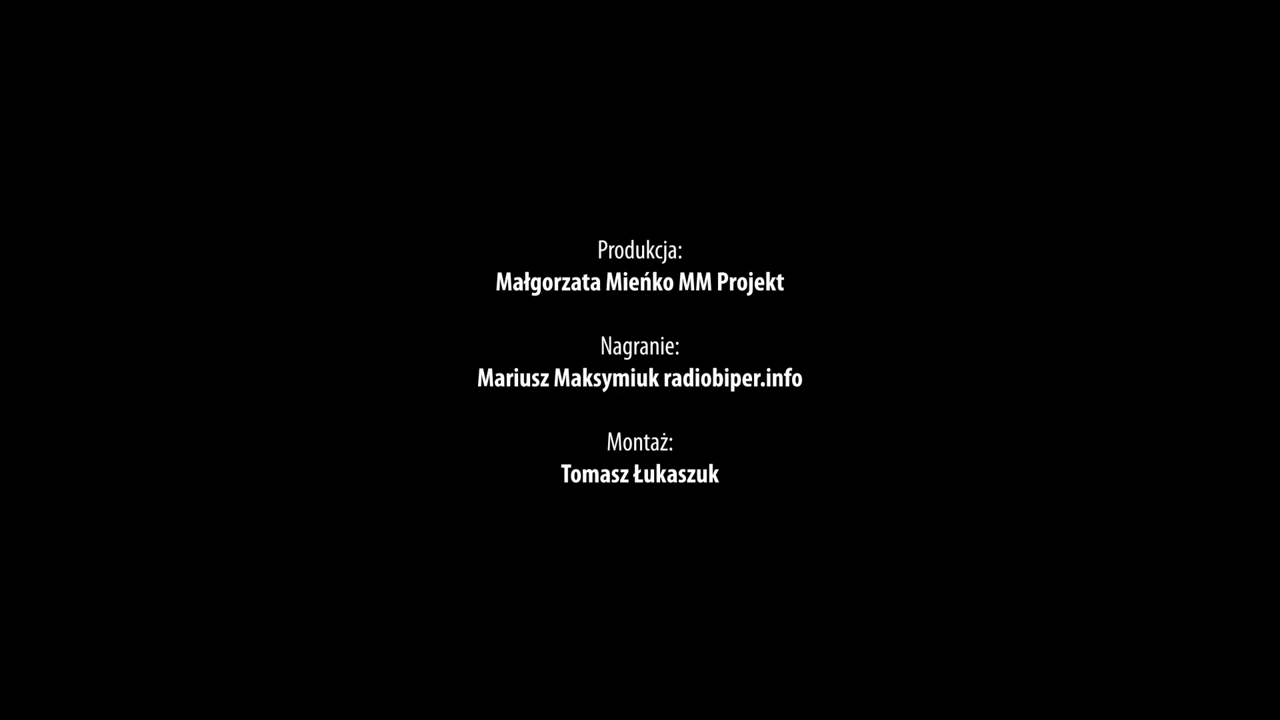 Produkcja:
Małgorzata Mieńko MM Projekt
Nagranie:
Mariusz Maksymiuk radiobiper.info
Montaż:
Tomasz Łukaszuk